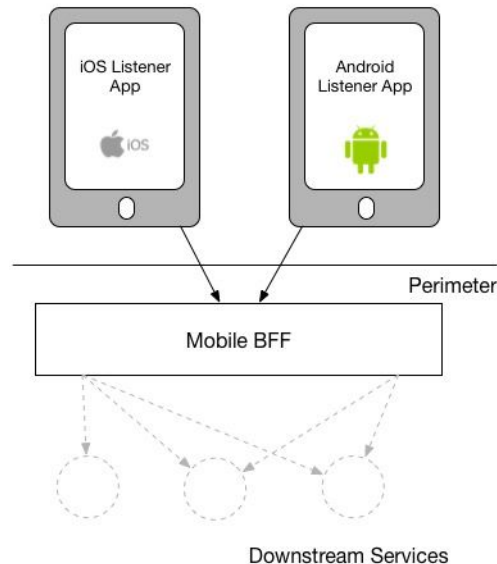 iOS Listener
App
iOS
Android
Listener App
Perimeter
Mobile BFF
Downstream Services